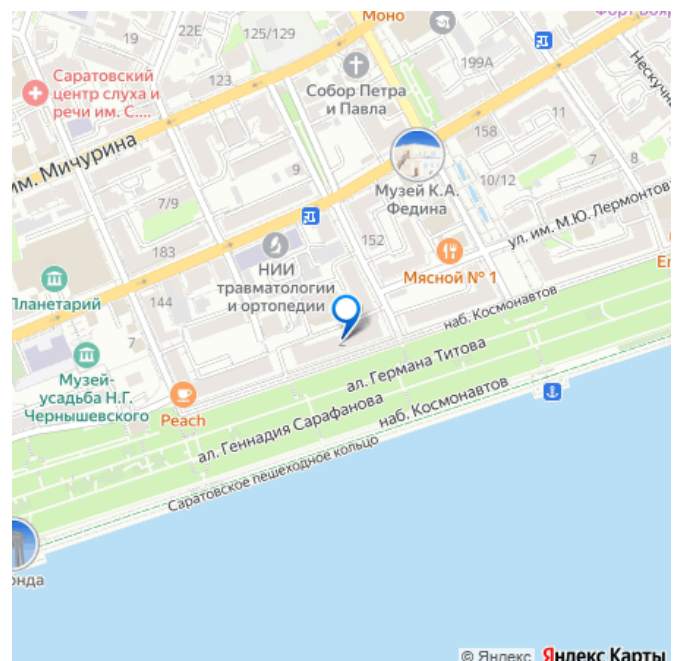 Моно
125/129
22Е
19
199А
Саратовский
центр слуха и
речи им. С....
123
Собор Петра
и Павла
11
158
им. Мичурина
9
7
8
Музей К.А.
Федина
10/12
7/9
ул. им. М.Ю. Лермонтова
183
152
НИИ
травматологии
и ортопедии
Мясной № 1
Планетарий
144
наб. Космонавтов
2
7
ал. Германа Титова
Музей-
усадьба Н.Г.
Чернышевского
Peach
ал. Геннадия Сарафанова
наб. Космонавтов
Саратовское пешеходное кольцо
© Яндекс Яндекс Карты